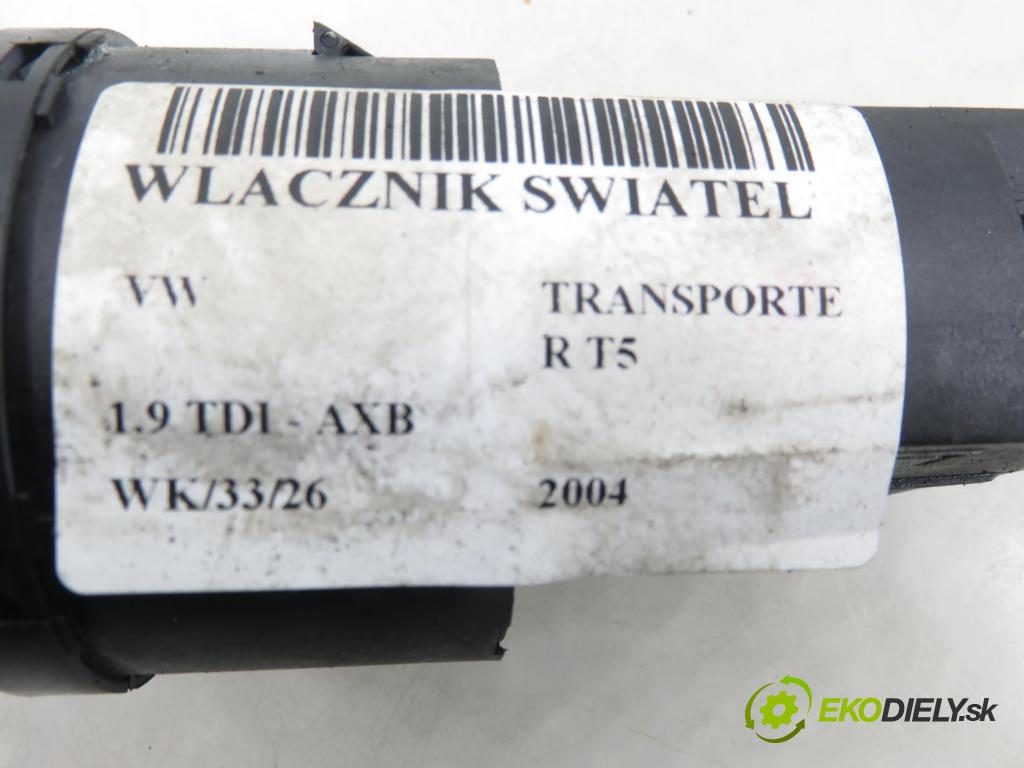 WLACZNIK SWIATEL
VW
TRANSPORTE
R T5
1.9 TDI - AXB
WK/33/26
2004
EKODIELY.sk